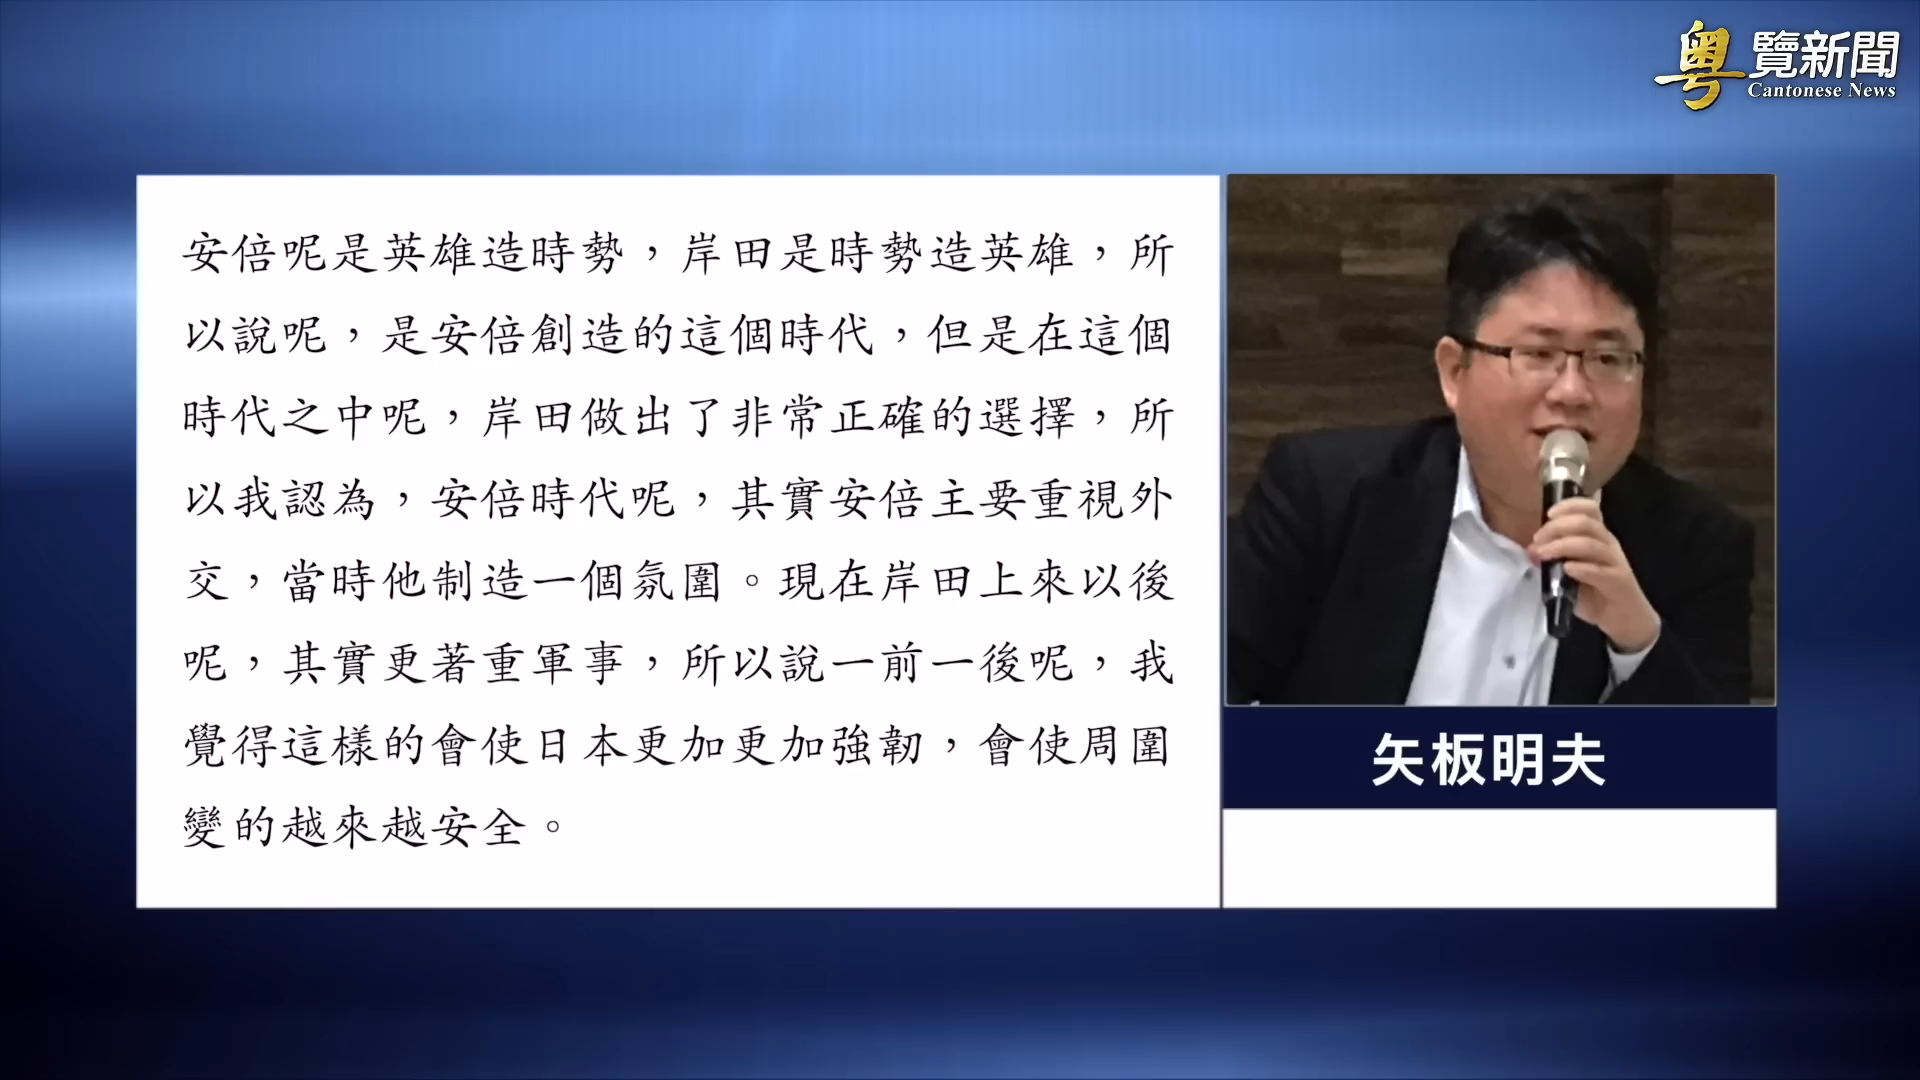 粤覽新聞
Cantonese News
安倍呢是英雄造時勢，岸田是時勢造英雄，所
以說呢，是安倍創造的這個時代，但是在這個
時代之中呢，岸田做出了非常正確的選擇，所
以我認為，安倍時代呢，其實安倍主要重視外
交，當時他制造一個氛圍。現在岸田上來以後
呢，其實更著重軍事，所以說一前一後呢，我
覺得這樣的會使日本更加更加強韌，會使周圍
變的越來越安全。
矢板明夫